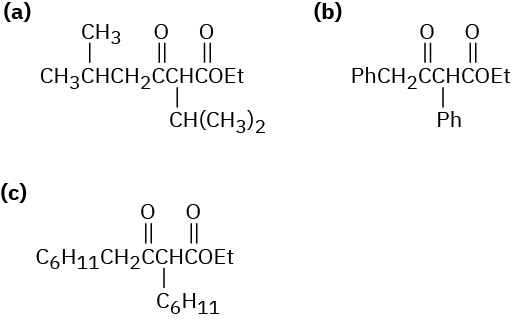 (a)
CH₃ O O
CH₃CHCH₂CCHCOEt
CH(CH₃)₂
(b)
O O
PhCH₂CCHCOEt
Ph
(c)
O O
C₆H₁₁CH₂CCHCOEt
C₆H₁₁